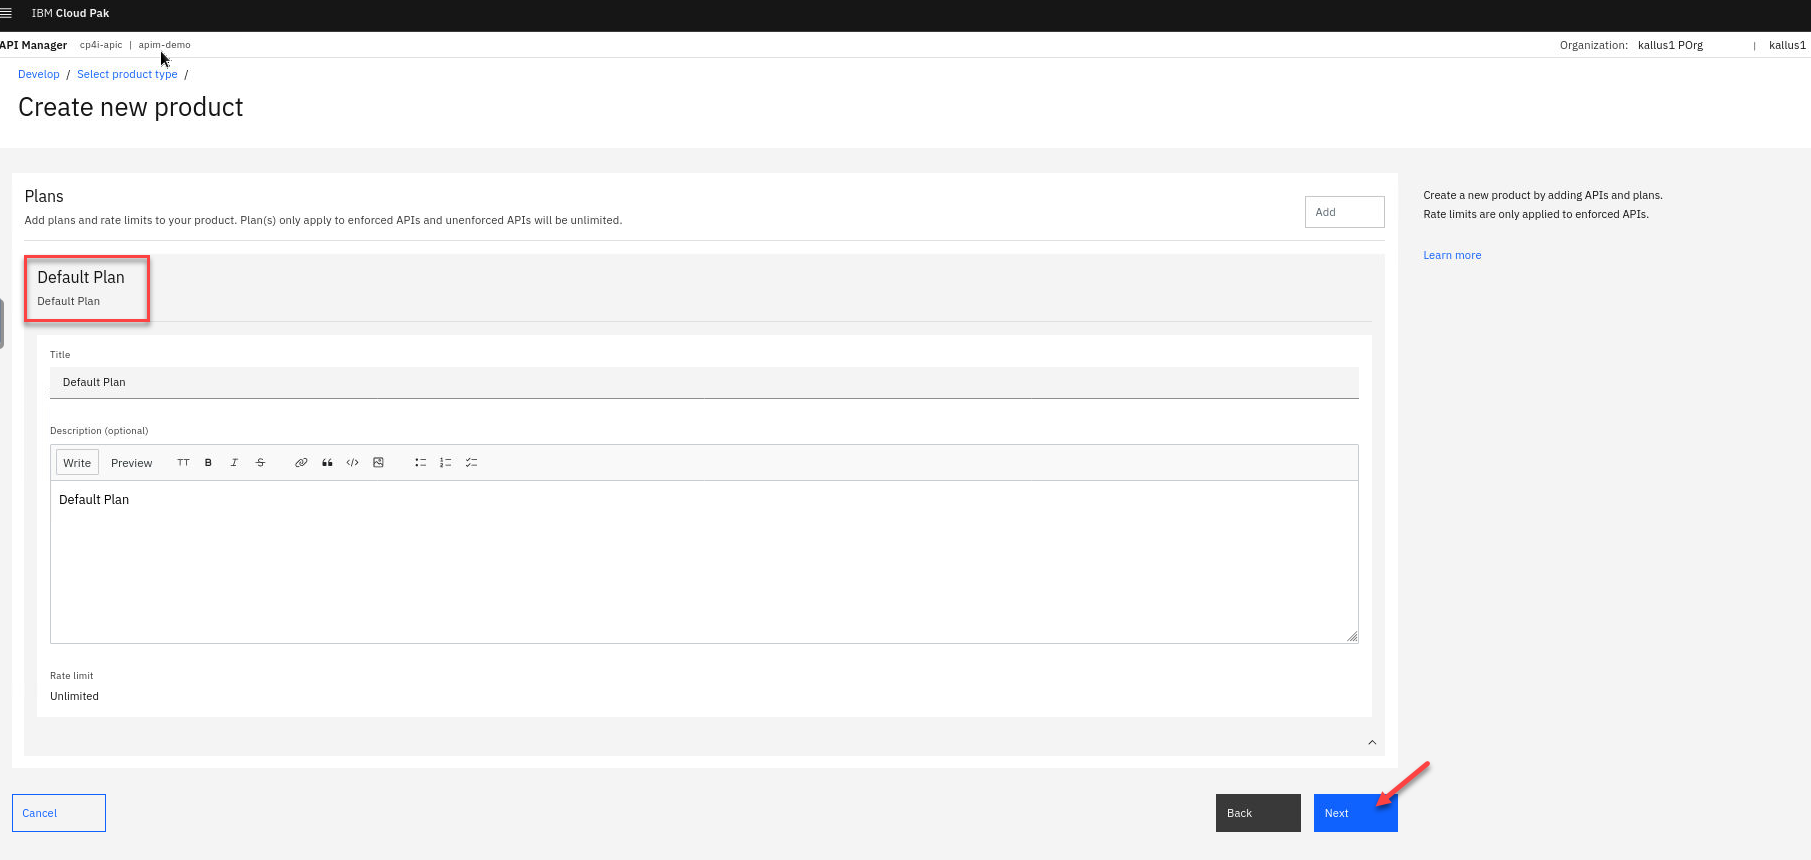 IBM Cloud Pak
API Manager cp4i-apic | apim-demo Organization: kallus1 POrg | kallus1
Develop / Select product type /
Create new product
Plans
Add plans and rate limits to your product. Plan(s) only apply to enforced APIs and unenforced APIs will be unlimited.
Add
Create a new product by adding APIs and plans.
Rate limits are only applied to enforced APIs.
Learn more
Default Plan
Default Plan
Title
Default Plan
Description (optional)
Write Preview TT B I S
Default Plan
Rate limit
Unlimited
Cancel Back Next